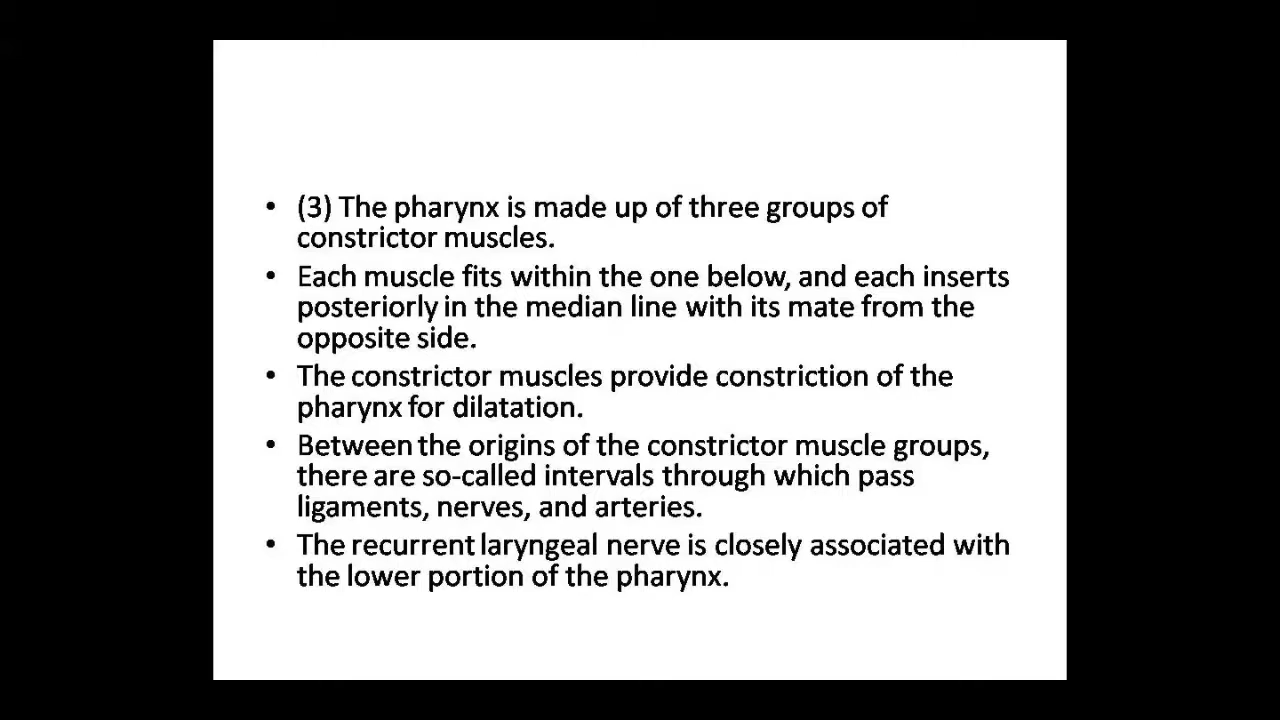 • (3) The pharynx is made up of three groups of
constrictor muscles.
• Each muscle fits within the one below, and each inserts
posteriorly in the median line with its mate from the
opposite side.
• The constrictor muscles provide constriction of the
pharynx for dilatation.
• Between the origins of the constrictor muscle groups,
there are so-called intervals through which pass
ligaments, nerves, and arteries.
• The recurrent laryngeal nerve is closely associated with
the lower portion of the pharynx.